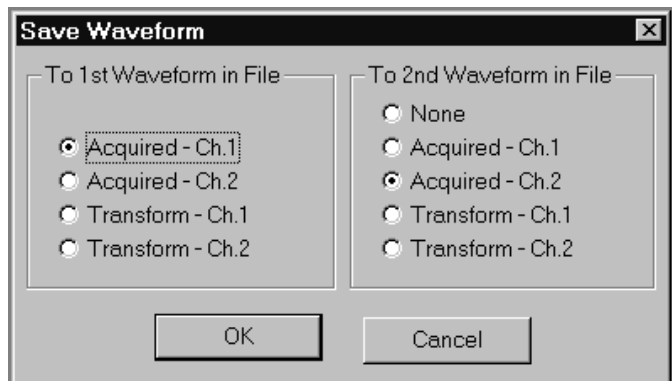 Save Waveform
To 1st Waveform in File
Acquired - Ch.1
Acquired - Ch.2
Transform - Ch.1
Transform - Ch.2
To 2nd Waveform in File
None
Acquired - Ch.1
Acquired - Ch.2
Transform - Ch.1
Transform - Ch.2
OK
Cancel